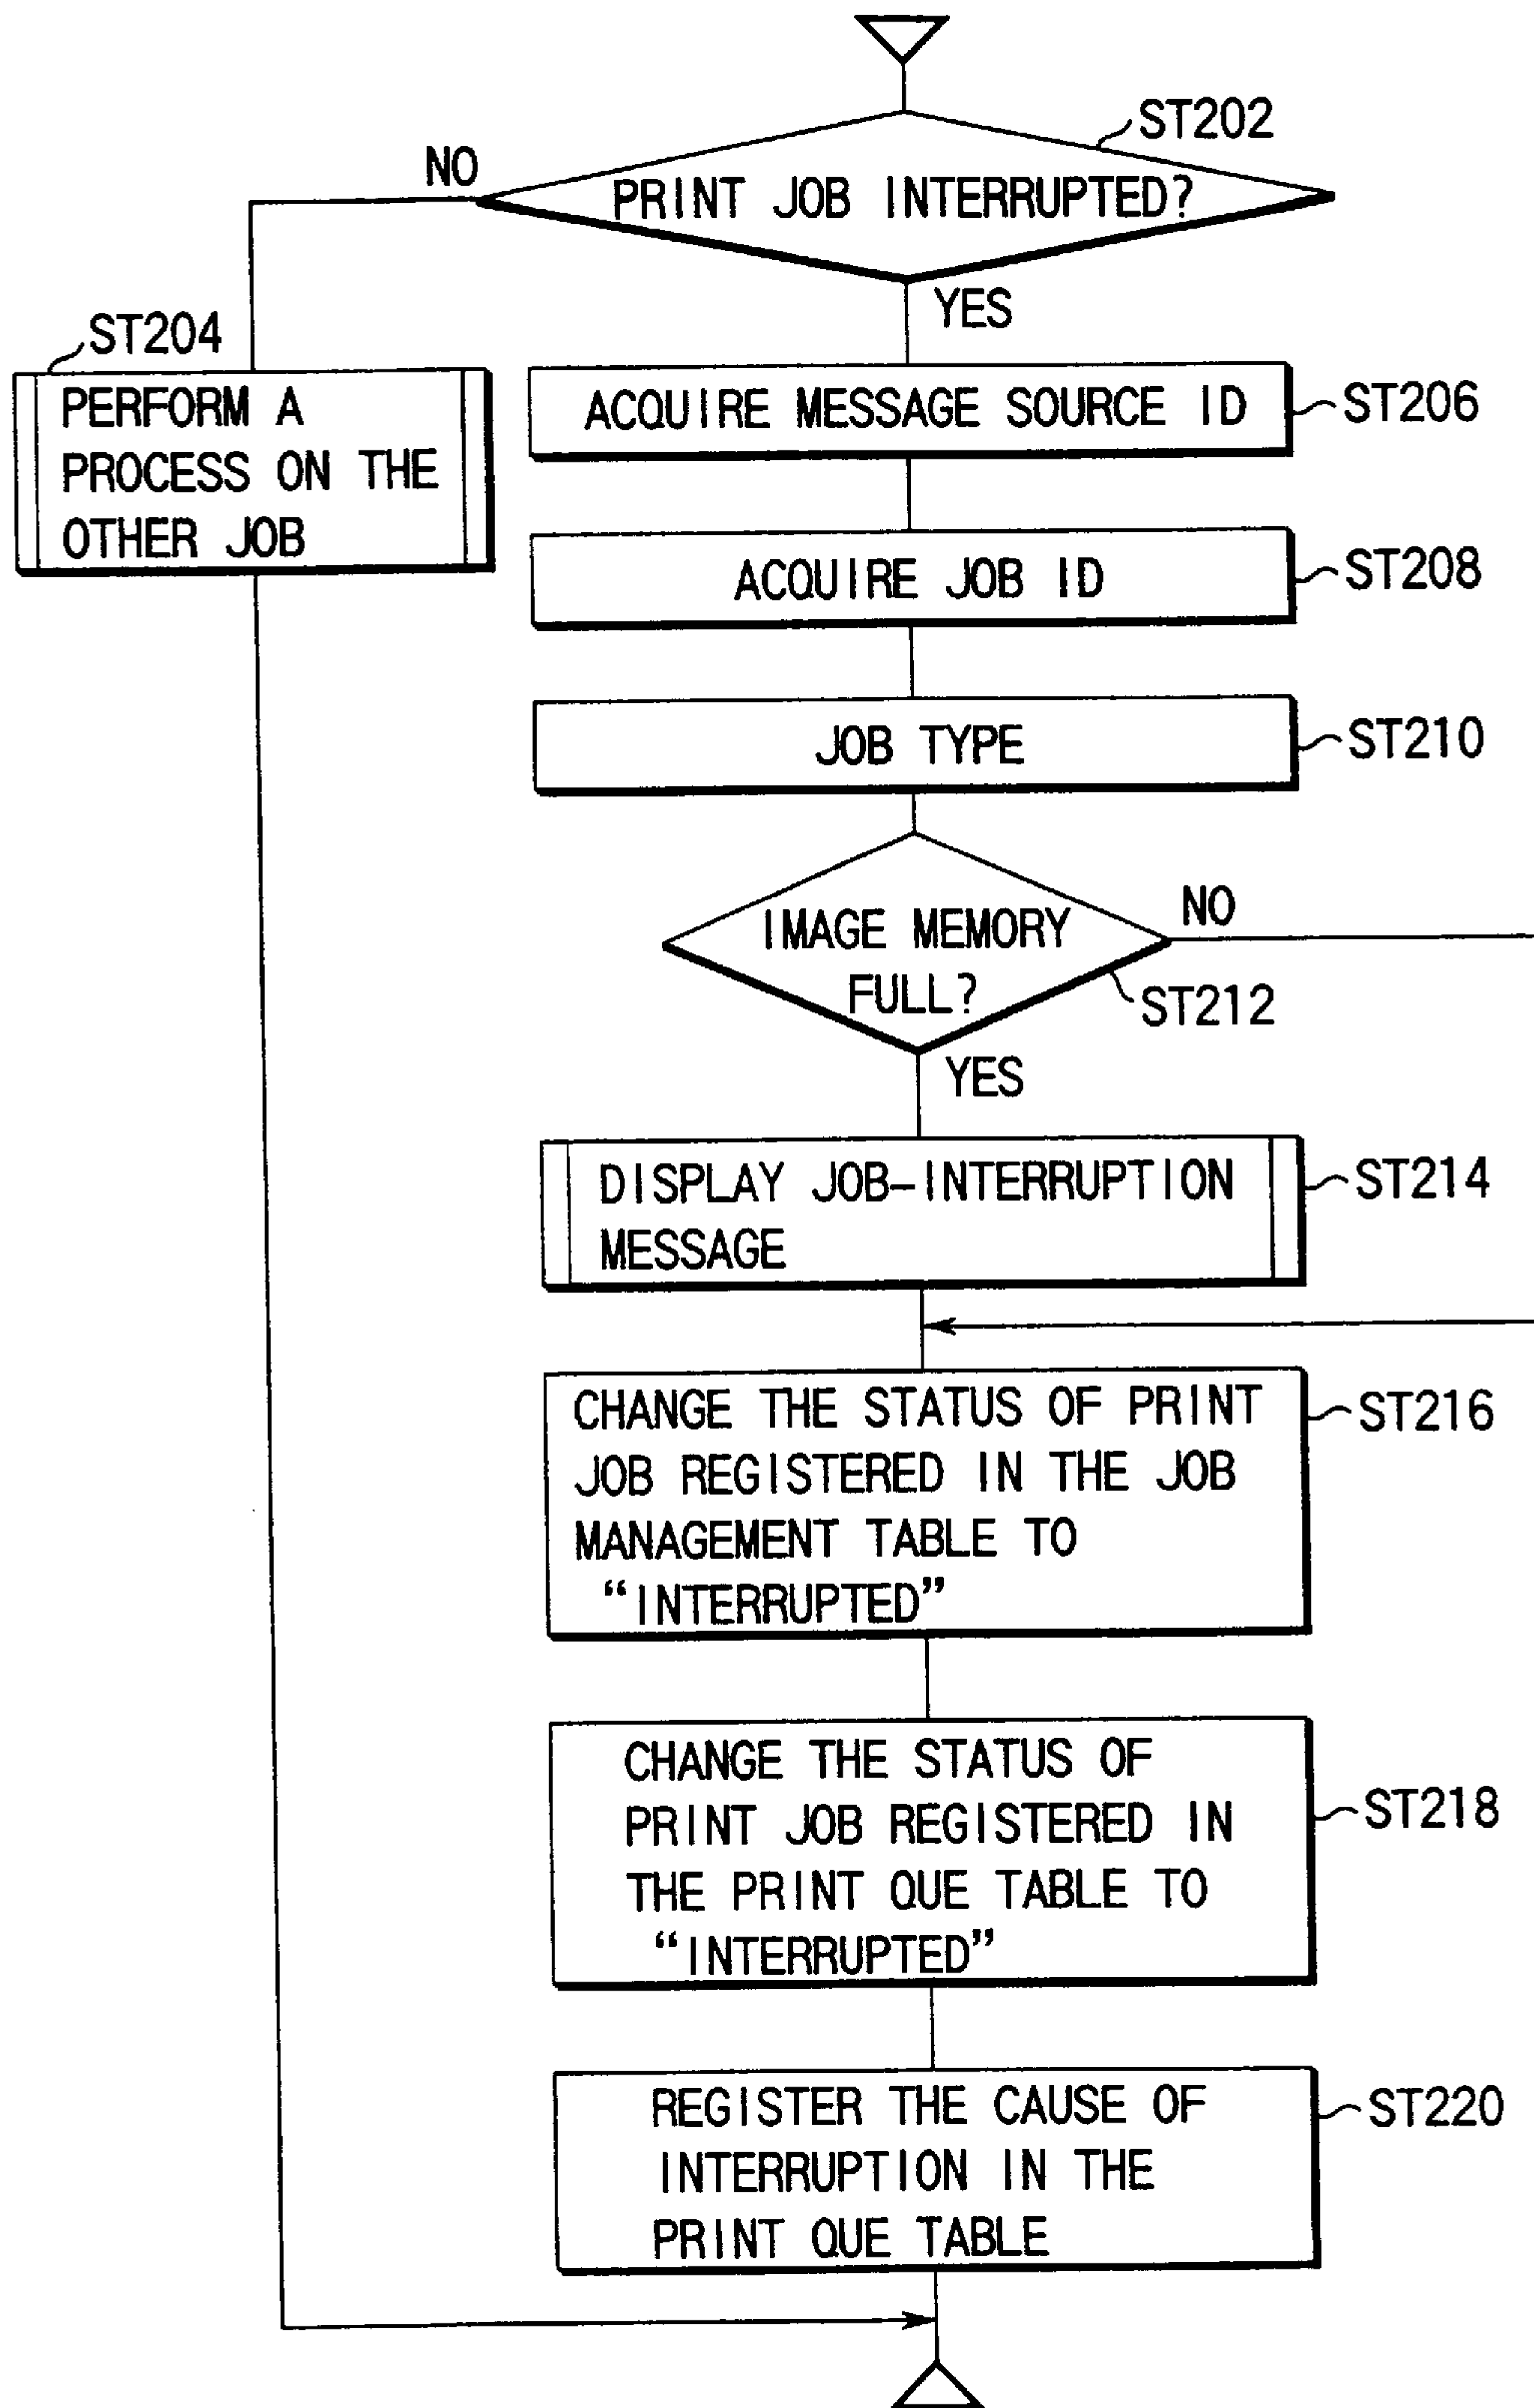 ST202
NO
PRINT JOB INTERRUPTED?
YES
ST204
PERFORM A
PROCESS ON THE
OTHER JOB
ACQUIRE MESSAGE SOURCE ID
ST206
ACQUIRE JOB ID
ST208
JOB TYPE
ST210
IMAGE MEMORY
FULL?
NO
ST212
YES
DISPLAY JOB-INTERRUPTION
MESSAGE
ST214
CHANGE THE STATUS OF PRINT
JOB REGISTERED IN THE JOB
MANAGEMENT TABLE TO
“INTERRUPTED”
ST216
CHANGE THE STATUS OF
PRINT JOB REGISTERED IN
THE PRINT QUE TABLE TO
“INTERRUPTED”
ST218
REGISTER THE CAUSE OF
INTERRUPTION IN THE
PRINT QUE TABLE
ST220